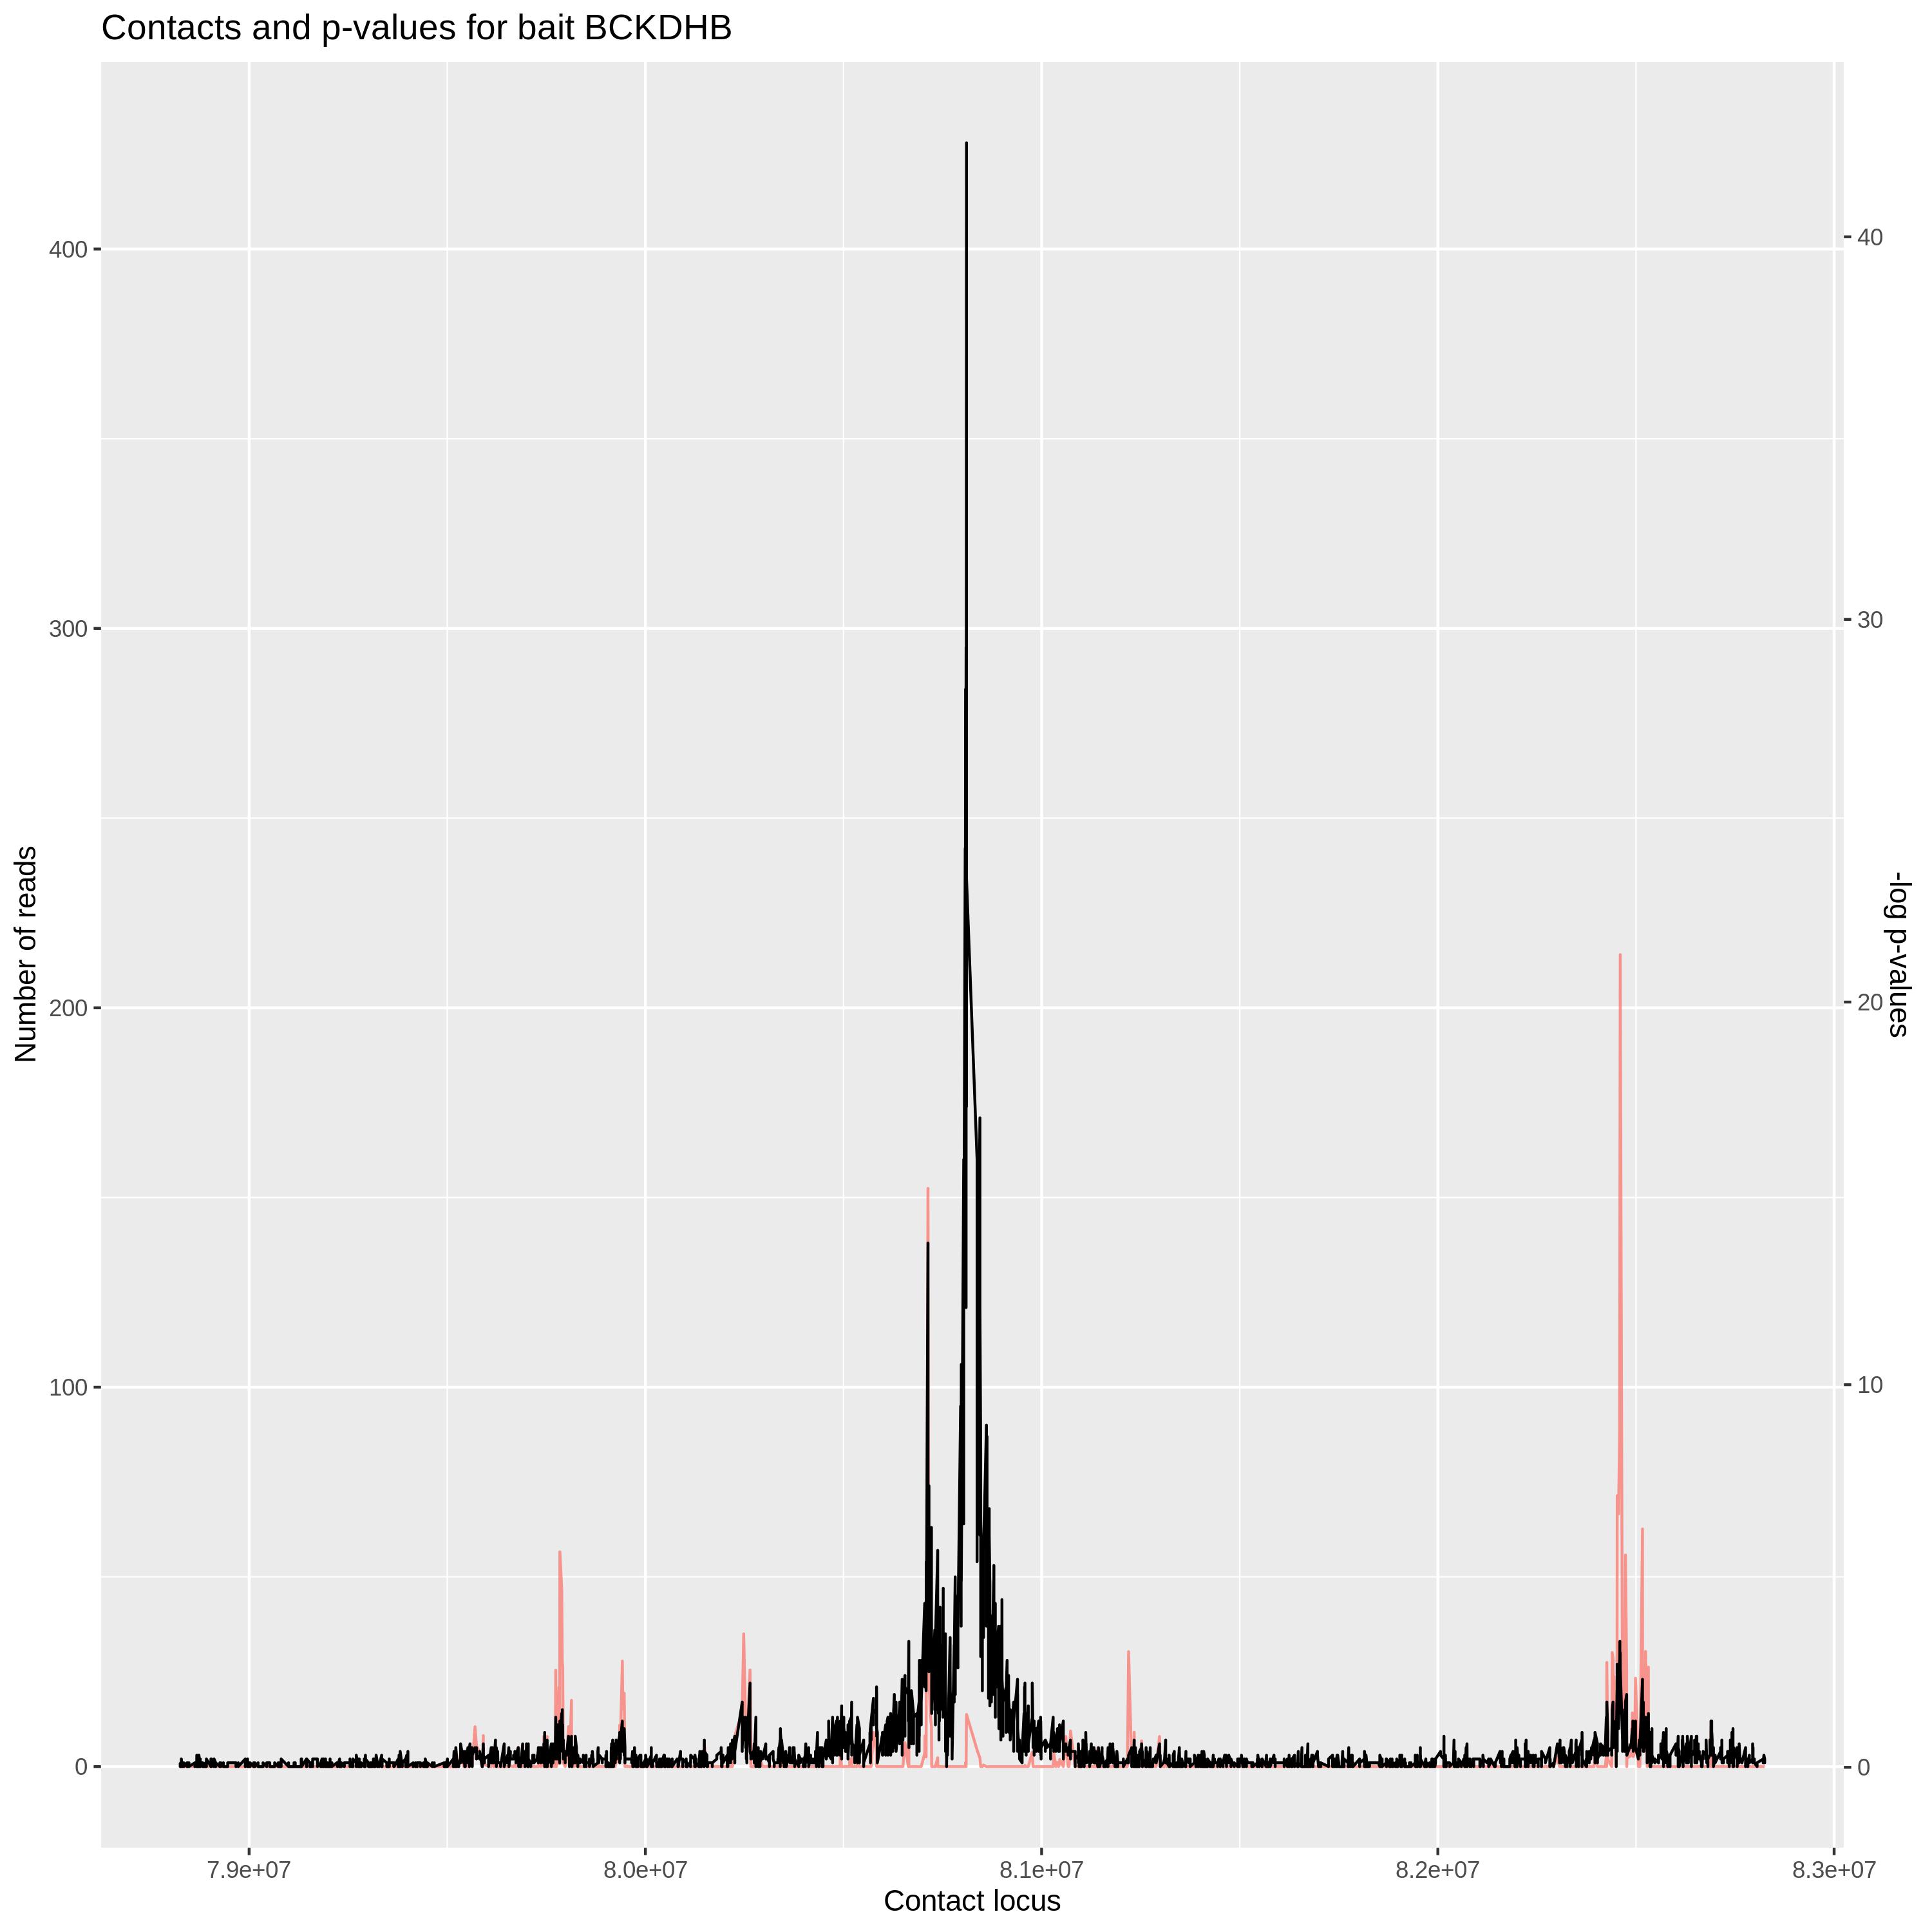 Contacts and p-values for bait BCKDHB
400
300
200
100
0
Number of reads
40
30
20
10
0
-log p-values
7.9e+07
8.0e+07
8.1e+07
8.2e+07
8.3e+07
Contact locus